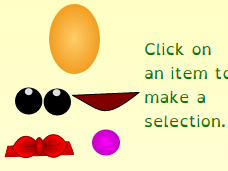 Click on
an item to
make a
selection.